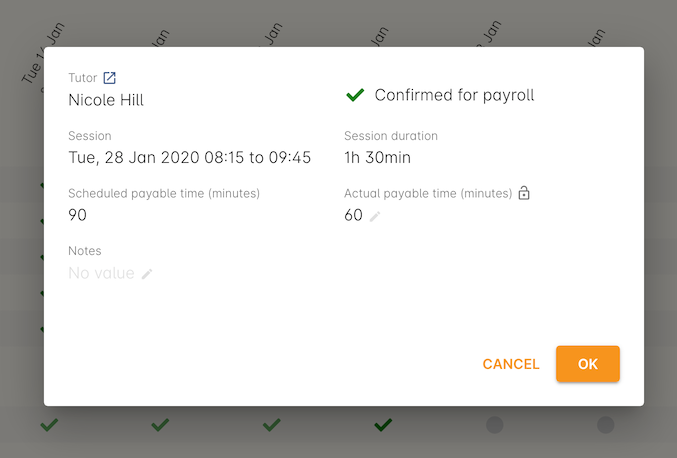 Tue 14 Jan
Jan
Jan
Jan
Jan
Jan
Tutor
Nicole Hill
Confirmed for payroll
Session
Tue, 28 Jan 2020 08:15 to 09:45
Session duration
1h 30min
Scheduled payable time (minutes)
90
Actual payable time (minutes)
60
Notes
No value
CANCEL
OK